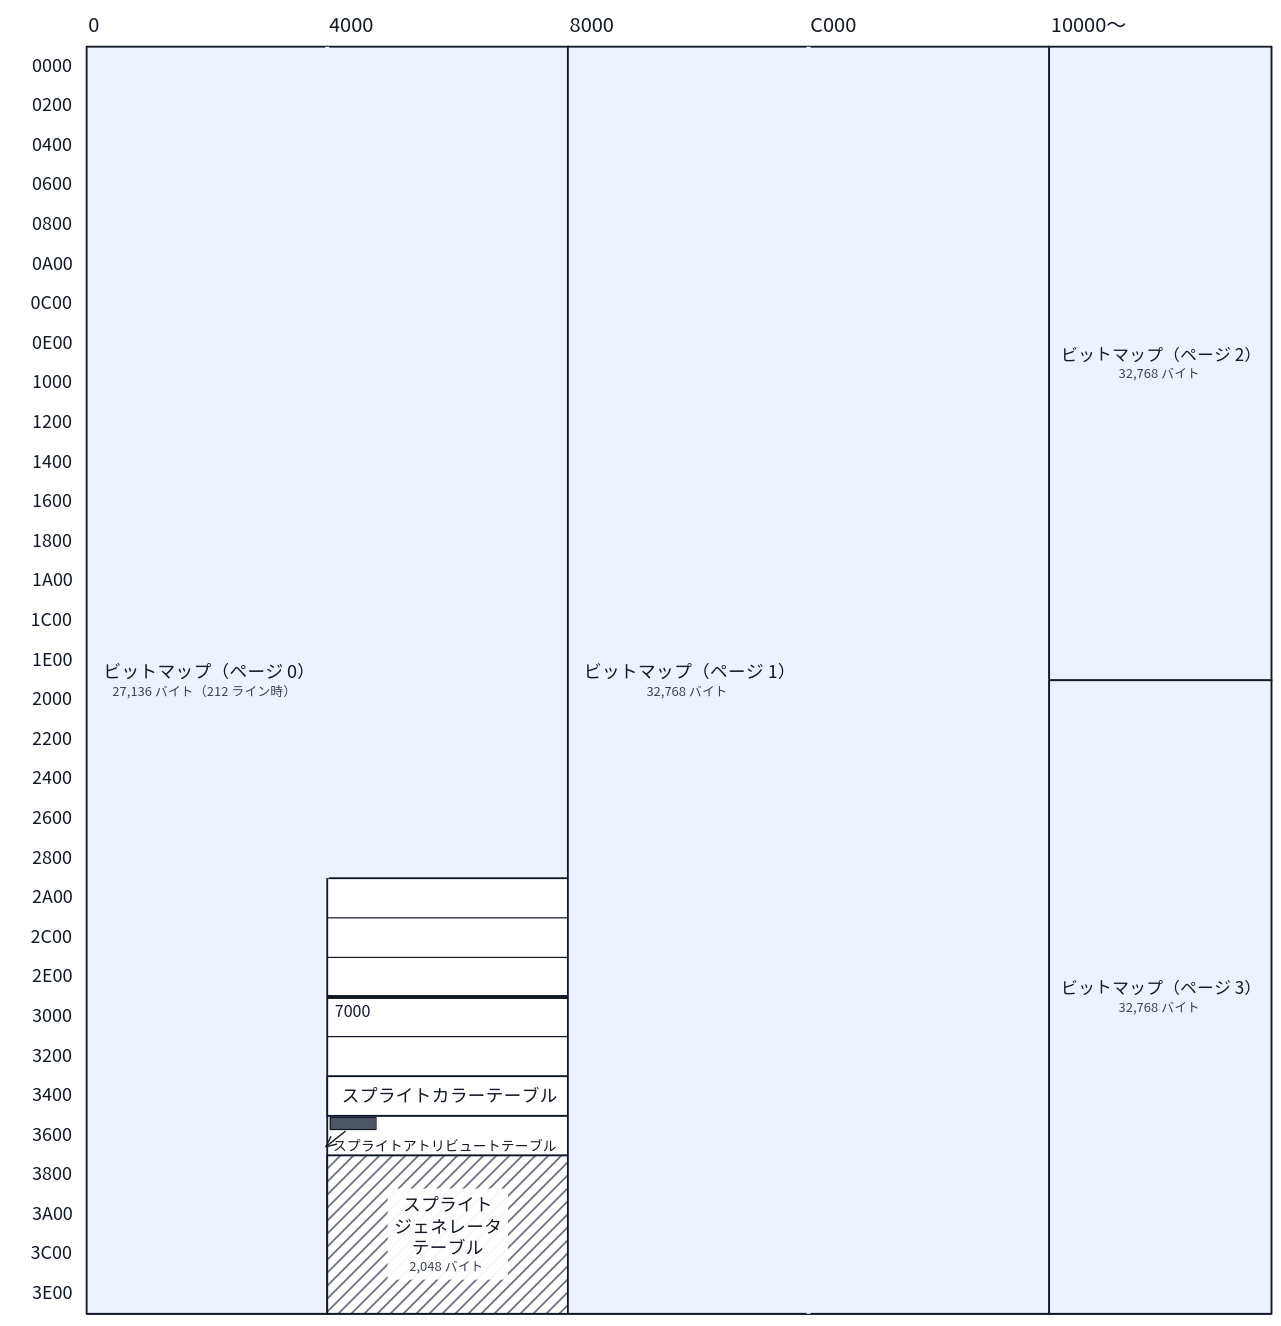 0
4000
8000
C000
10000～
0000
0200
0400
0600
0800
0A00
0C00
0E00
1000
1200
1400
1600
1800
1A00
1C00
1E00
2000
2200
2400
2600
2800
2A00
2C00
2E00
3000
3200
3400
3600
3800
3A00
3C00
3E00
ビットマップ（ページ 0）
27,136 バイト（212 ライン時）
7000
スプライトカラーテーブル
スプライトアトリビュートテーブル
スプライト
ジェネレータ
テーブル
2,048 バイト
ビットマップ（ページ 1）
32,768 バイト
ビットマップ（ページ 2）
32,768 バイト
ビットマップ（ページ 3）
32,768 バイト